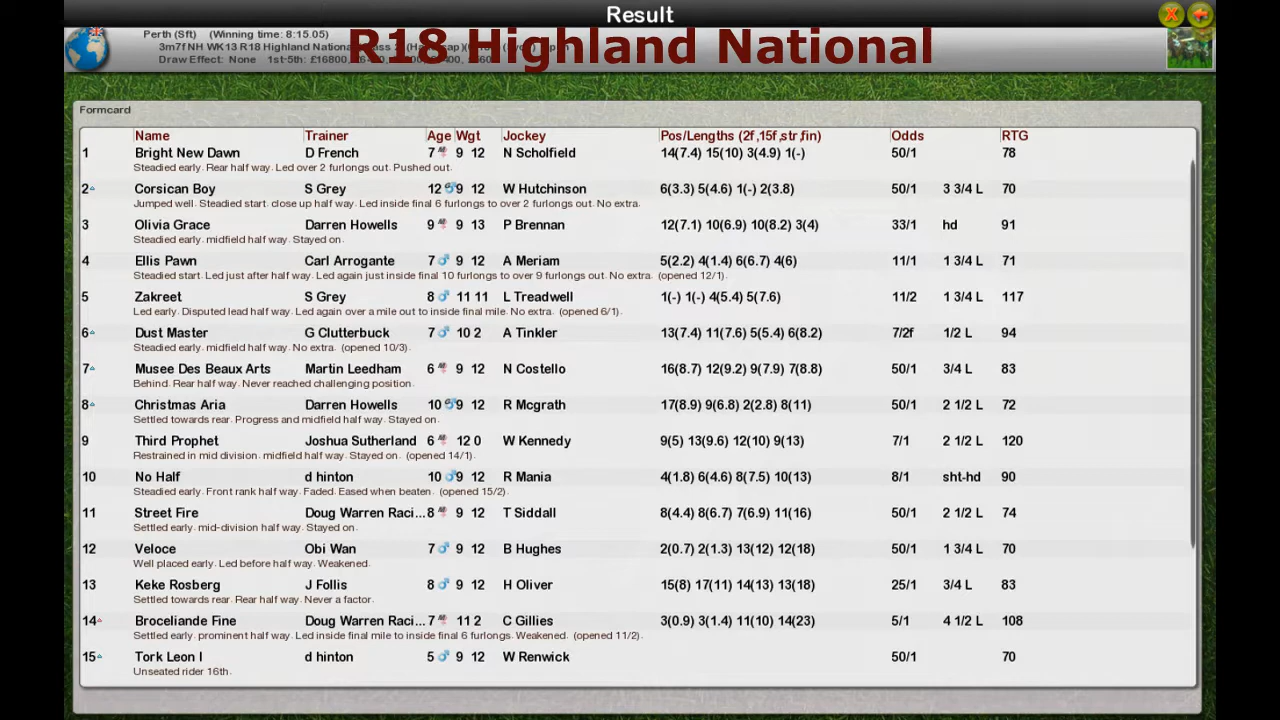 Result
Perth (Sft) (Winning time: 8:15.05)
R18 Highland National
3m7f NH WK13 R18 Highland National
Draw Effect: None 1st-5th: £16800,
Formcard
Name Trainer Age Wgt Jockey Pos/Lengths (2f,15f,str,fin) Odds RTG
1 Bright New Dawn D French 7 9 12 N Scholfield 14(7.4) 15(10) 3(4.9) 1(-) 50/1 78
Steadied early. Rear half way. Led over 2 furlongs out. Pushed out.
2 Corsican Boy S Grey 12 9 12 W Hutchinson 6(3.3) 5(4.6) 1(-) 2(3.8) 50/1 3 3/4 L 70
Jumped well. Steadied start. close up half way. Led inside final 6 furlongs to over 2 furlongs out. No extra.
3 Olivia Grace Darren Howells 9 9 13 P Brennan 12(7.1) 10(6.9) 10(8.2) 3(4) 33/1 hd 91
Steadied early. midfield half way. Stayed on.
4 Ellis Pawn Carl Arrogante 7 9 12 A Meriam 5(2.2) 4(1.4) 6(6.7) 4(6) 11/1 1 3/4 L 71
Steadied start. Led just after half way. Led again just inside final 10 furlongs to over 9 furlongs out. No extra. (opened 12/1).
5 Zakreet S Grey 8 11 11 L Treadwell 1(-) 1(-) 4(5.4) 5(7.6) 11/2 1 3/4 L 117
Led early. Disputed lead half way. Led again over a mile out to inside final mile. No extra. (opened 6/1).
6 Dust Master G Clutterbuck 7 10 2 A Tinkler 13(7.4) 11(7.6) 5(5.4) 6(8.2) 7/2f 1/2 L 94
Steadied early. midfield half way. No extra. (opened 10/3).
7 Musee Des Beaux Arts Martin Leedham 6 9 12 N Costello 16(8.7) 12(9.2) 9(7.9) 7(8.8) 50/1 3/4 L 83
Behind. Rear half way. Never reached challenging position.
8 Christmas Aria Darren Howells 10 9 12 R Mcgrath 17(8.9) 9(6.8) 2(2.8) 8(11) 50/1 2 1/2 L 72
Settled towards rear. Progress and midfield half way. Stayed on.
9 Third Prophet Joshua Sutherland 6 12 0 W Kennedy 9(5) 13(9.6) 12(10) 9(13) 7/1 2 1/2 L 120
Restrained in mid division. midfield half way. Stayed on. (opened 14/1).
10 No Half d hinton 10 9 12 R Mania 4(1.8) 6(4.6) 8(7.5) 10(13) 8/1 sht-hd 90
Steadied early. Front rank half way. Faded. Eased when beaten. (opened 15/2).
11 Street Fire Doug Warren Raci... 8 9 12 T Siddall 8(4.4) 8(6.7) 7(6.9) 11(16) 50/1 2 1/2 L 74
Settled early. mid-division half way. Stayed on.
12 Veloce Obi Wan 7 9 12 B Hughes 2(0.7) 2(1.3) 13(12) 12(18) 50/1 1 3/4 L 70
Well placed early. Led before half way. Weakened.
13 Keke Rosberg J Follis 8 9 12 H Oliver 15(8) 17(11) 14(13) 13(18) 25/1 3/4 L 83
Settled towards rear. Rear half way. Never a factor.
14 Broceliande Fine Doug Warren Raci... 7 11 2 C Gillies 3(0.9) 3(1.4) 11(10) 14(23) 5/1 4 1/2 L 108
Settled early. prominent half way. Led inside final mile to inside final 6 furlongs. Weakened. (opened 11/2).
15 Tork Leon I d hinton 5 9 12 W Renwick 50/1 70
Unseated rider 16th.